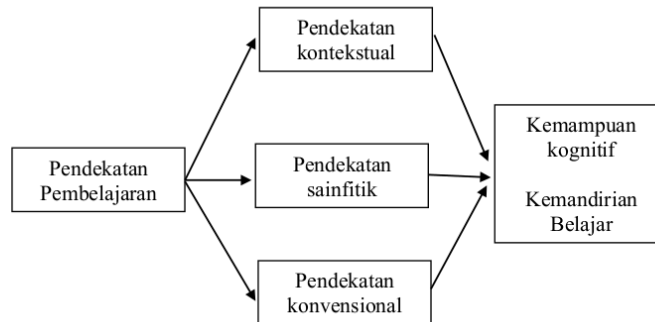 Pendekatan
kontekstual
Pendekatan
Pembelajaran
Pendekatan
sainfitik
Kemampuan
kognitif
Kemandirian
Belajar
Pendekatan
konvensional